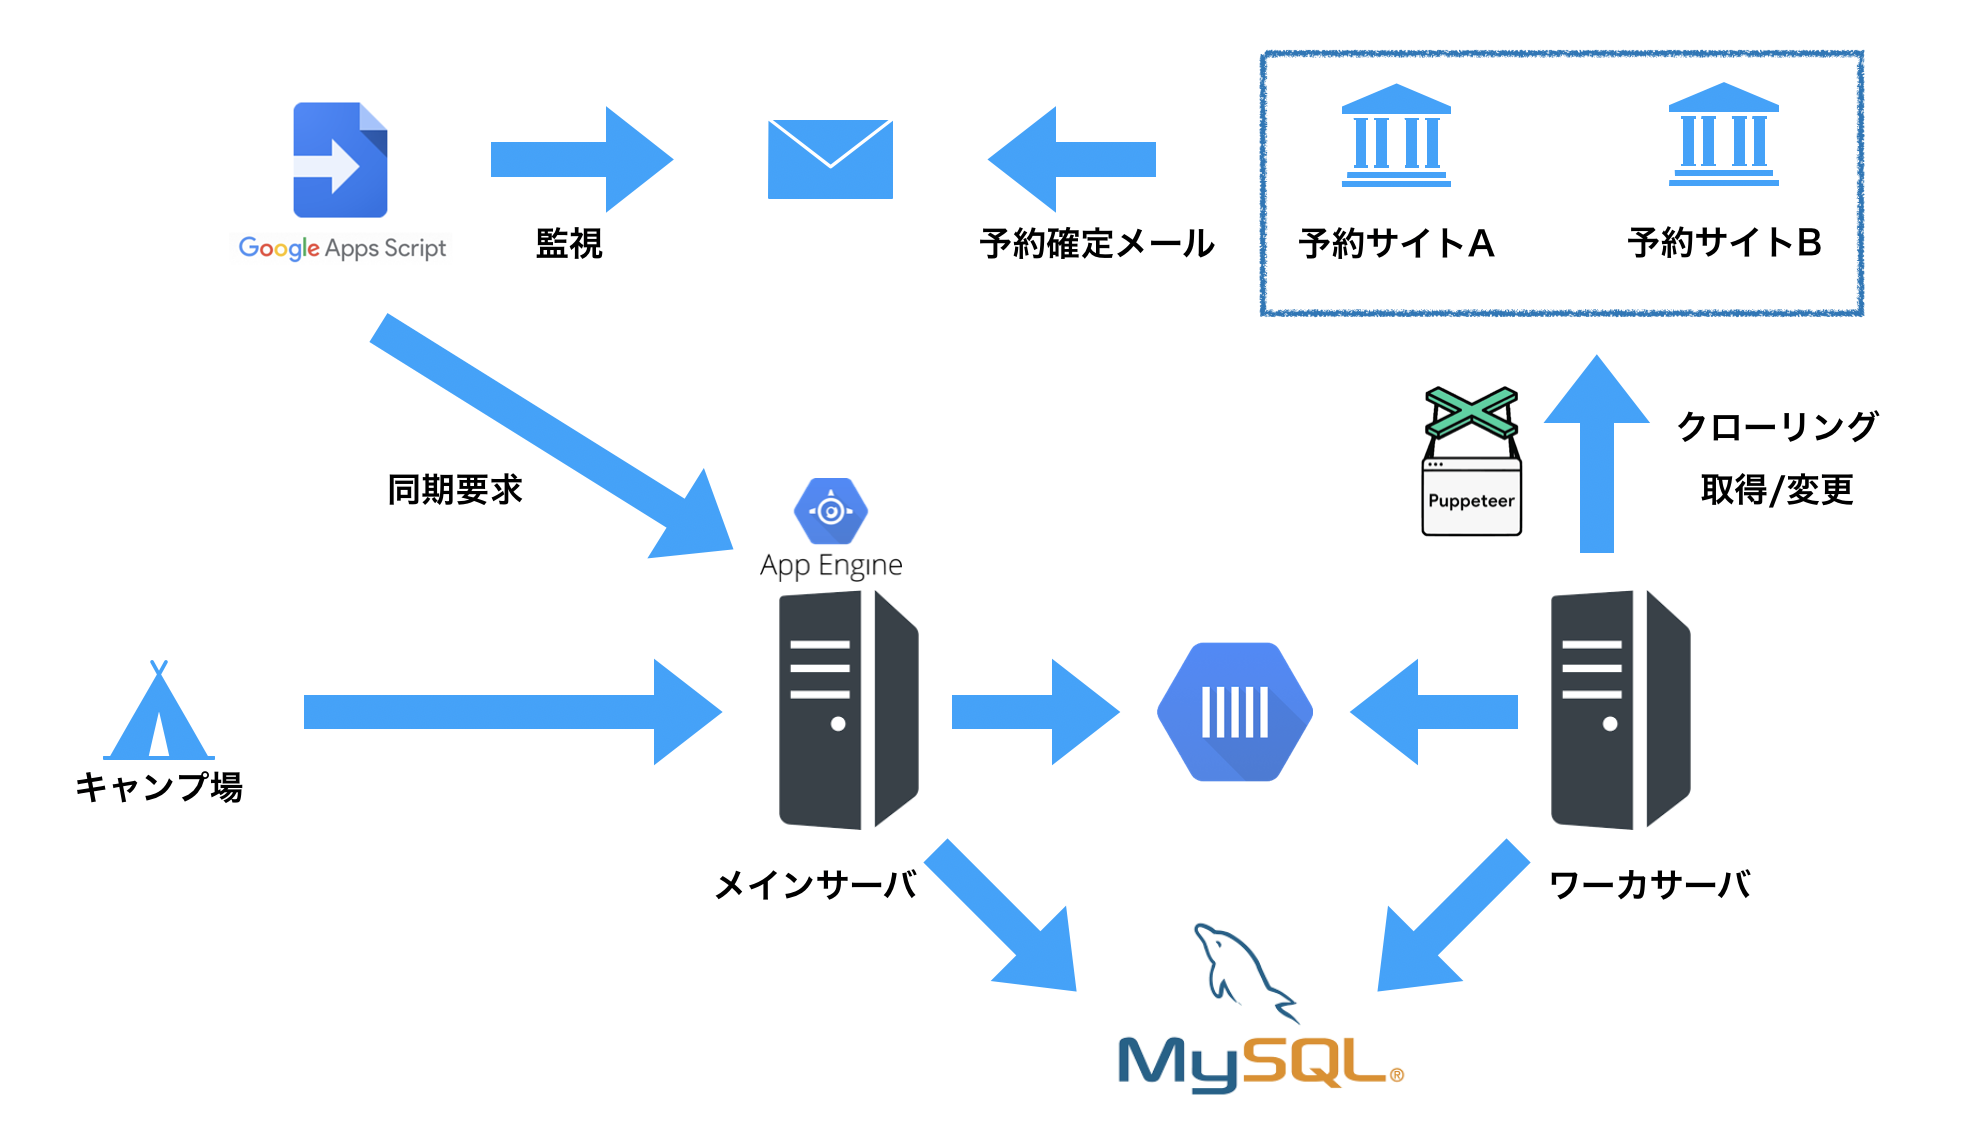 Google Apps Script
監視
予約確定メール
予約サイトA
予約サイトB
同期要求
App Engine
Puppeteer
クローリング
取得/変更
キャンプ場
メインサーバ
ワーカサーバ
MySQL®